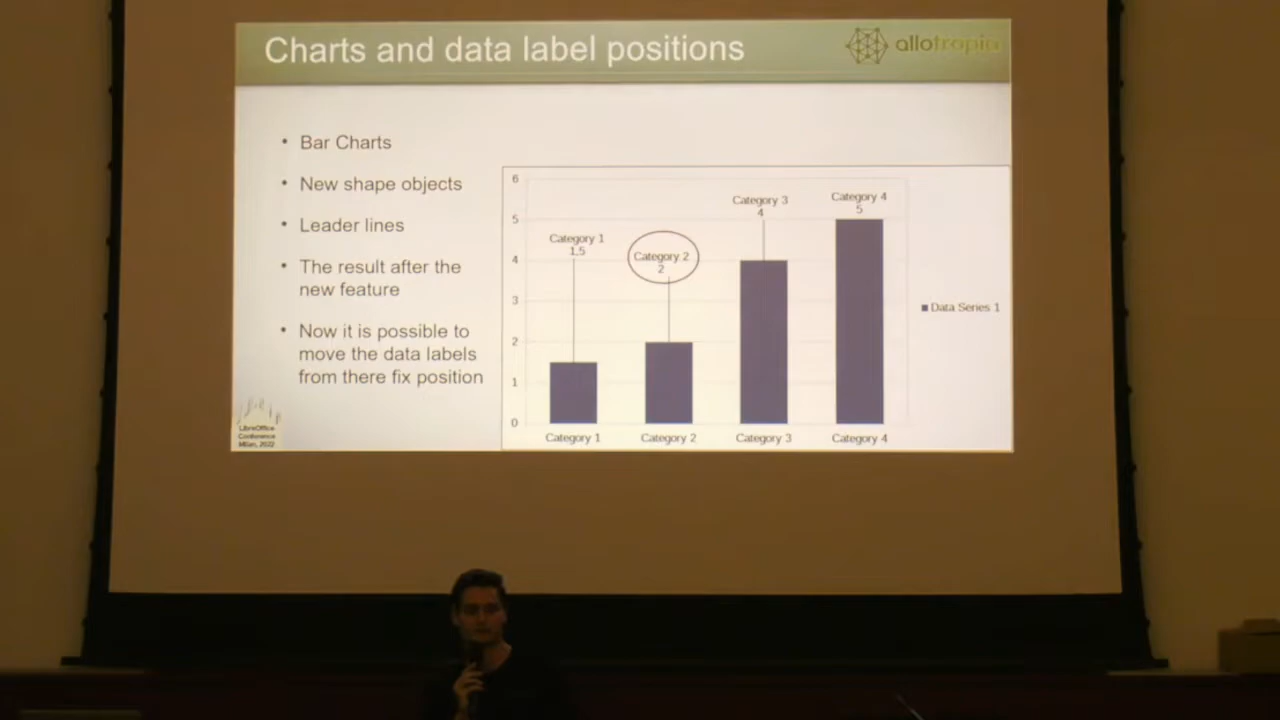 Charts and data label positions
allotropia
• Bar Charts
• New shape objects
• Leader lines
• The result after the
new feature
• Now it is possible to
move the data labels
from there fix position
6
5
4
3
2
1
0
Category 1
1,5
Category 2
2
Category 3
4
Category 4
5
Data Series 1
Category 1
Category 2
Category 3
Category 4
LibreOffice
Conference
Milan, 2022